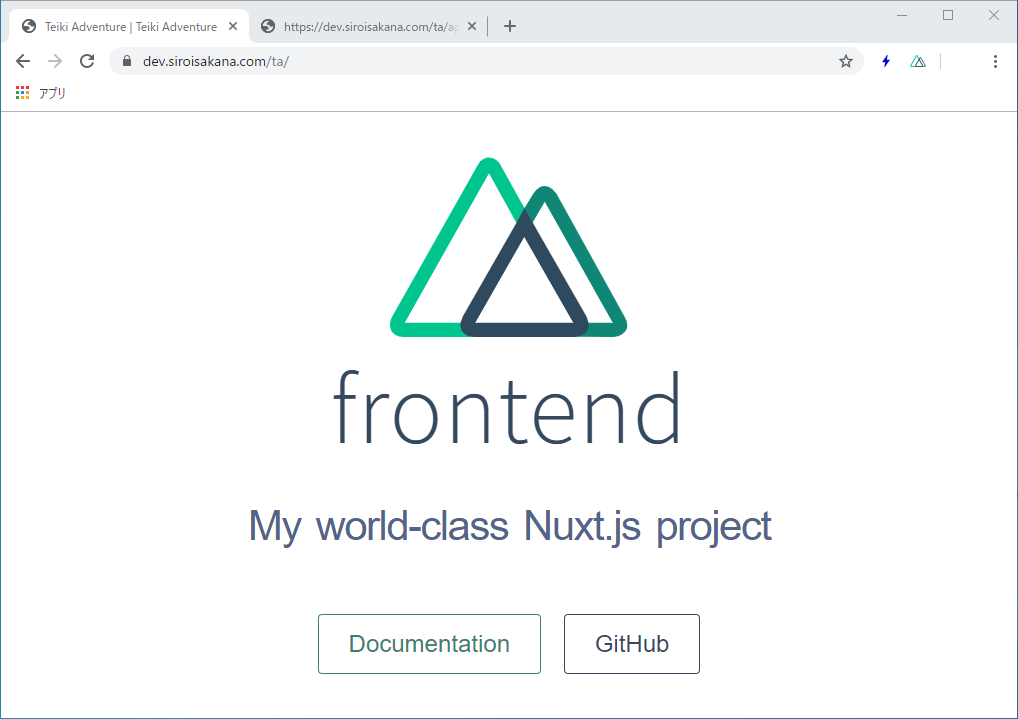 Teiki Adventure | Teiki Adventure
https://dev.siroisakana.com/ta/ap
dev.siroisakana.com/ta/
アプリ
frontend
My world-class Nuxt.js project
Documentation
GitHub